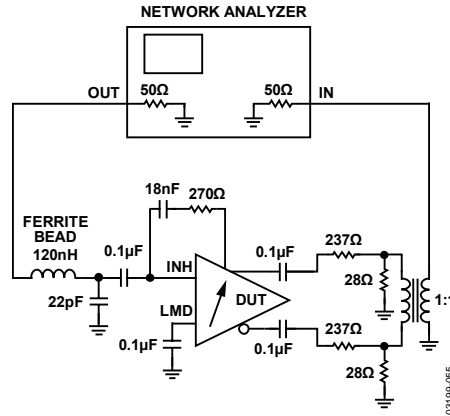 NETWORK ANALYZER
OUT
50Ω
50Ω
IN
18nF
270Ω
FERRITE
BEAD
120nH
0.1µF
INH
0.1µF
237Ω
28Ω
22pF
LMD
DUT
1:1
0.1µF
0.1µF
237Ω
28Ω
03199-055